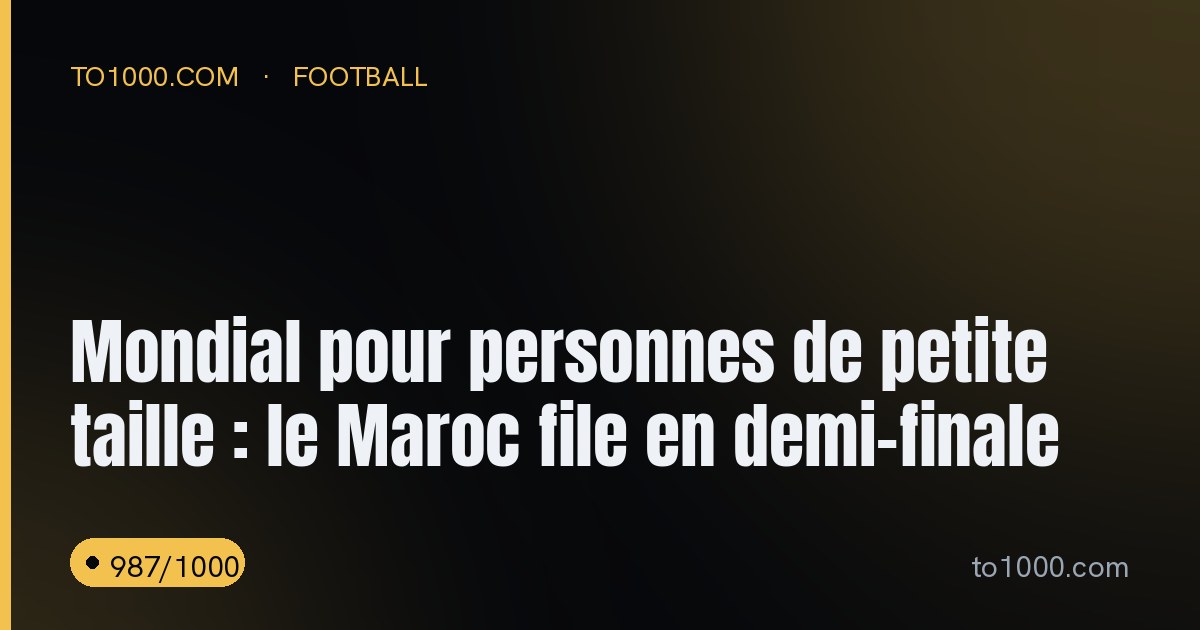 TO1000.COM · FOOTBALL
Mondial pour personnes de petite
taille : le Maroc file en demi-finale
987/1000
to1000.com